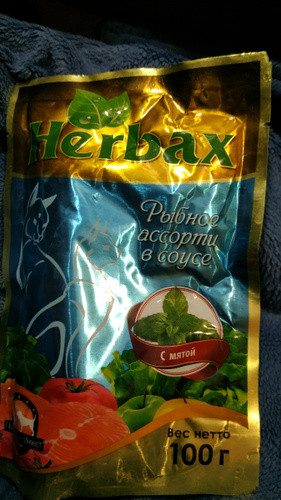 Herbax
Рыбное
ассорти
в соусе
С мятой
Вес нетто
100 г